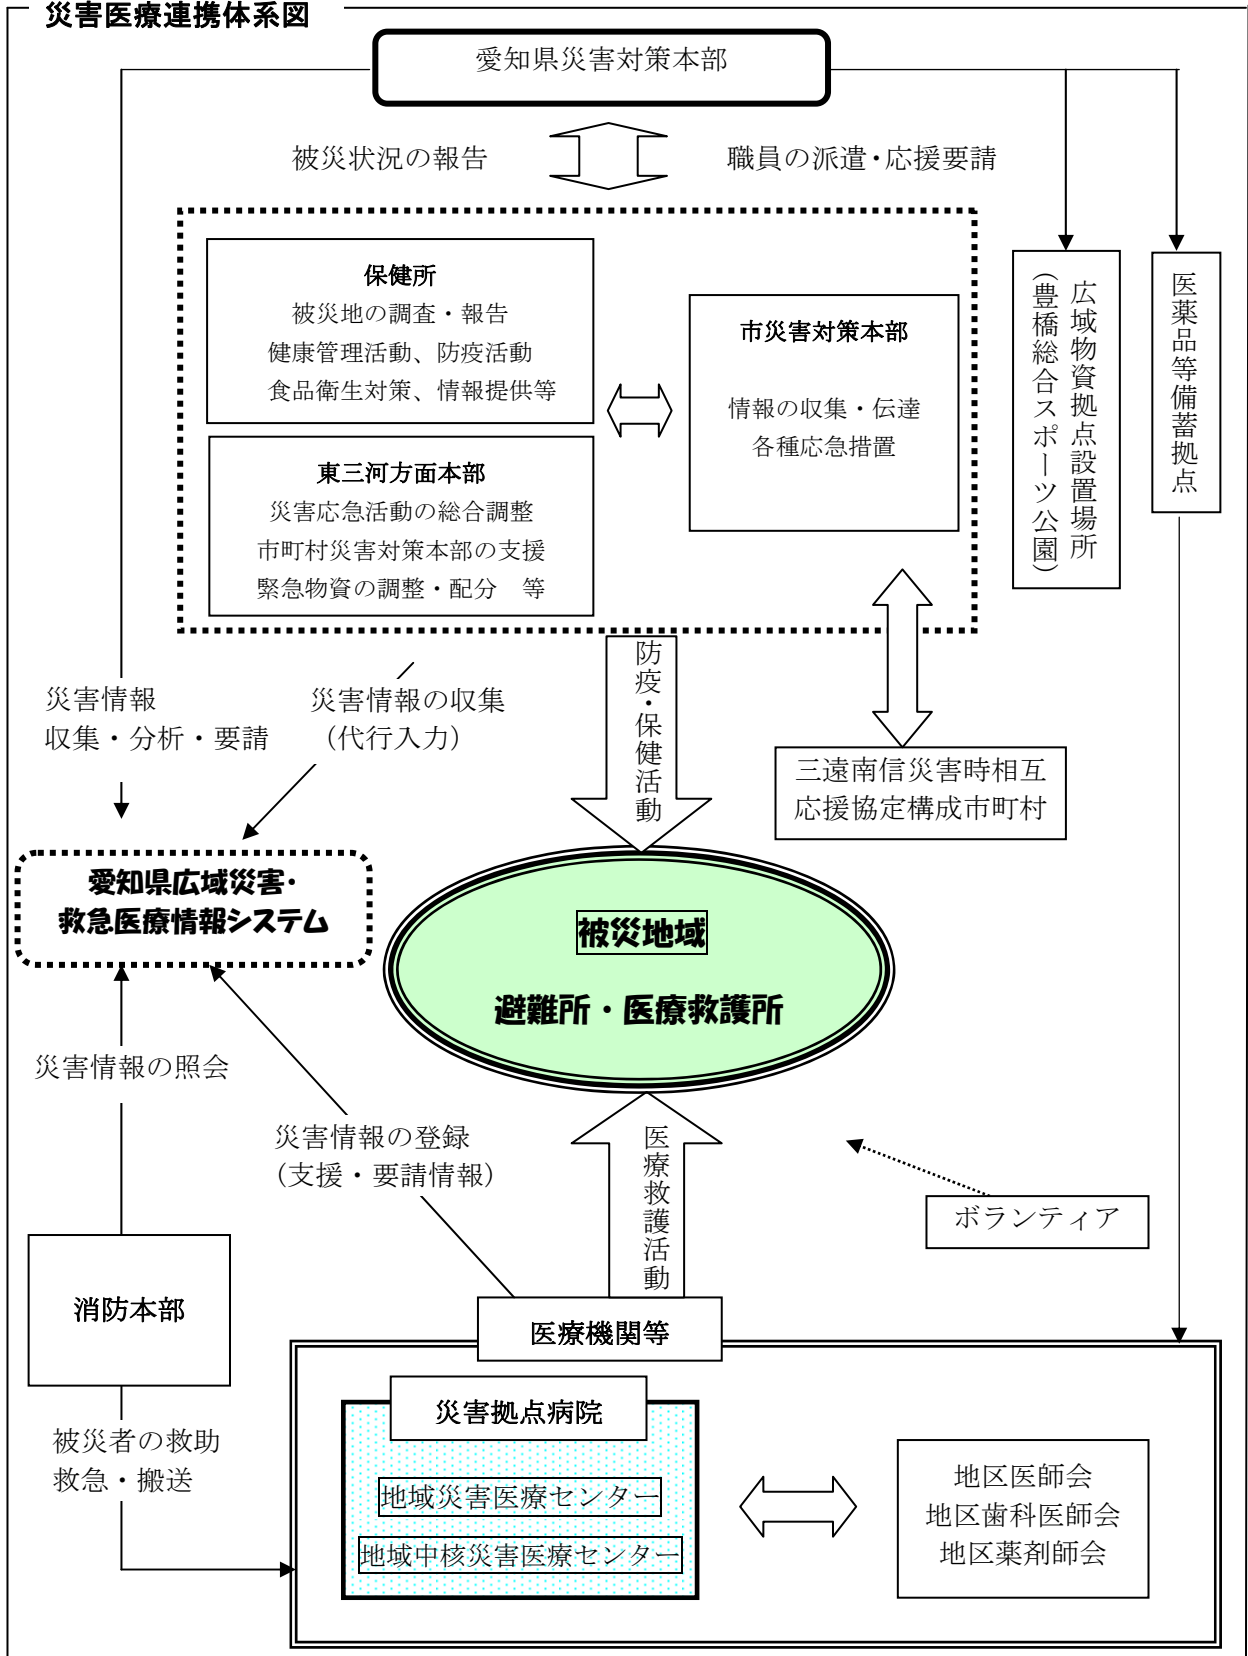 災害医療連携体系図
愛知県災害対策本部
被災状況の報告
職員の派遣・応援要請
保健所
被災地の調査・報告
健康管理活動、防疫活動
食品衛生対策、情報提供等
東三河方面本部
災害応急活動の総合調整
市町村災害対策本部の支援
緊急物資の調整・配分　等
市災害対策本部
情報の収集・伝達
各種応急措置
広域物資拠点設置場所
（豊橋総合スポーツ公園）
医薬品等備蓄拠点
災害情報
収集・分析・要請
災害情報の収集
（代行入力）
防疫・保健活動
三遠南信災害時相互
応援協定構成市町村
愛知県広域災害・
救急医療情報システム
被災地域
避難所・医療救護所
災害情報の照会
災害情報の登録
（支援・要請情報）
医療救護活動
ボランティア
消防本部
医療機関等
被災者の救助
救急・搬送
災害拠点病院
地域災害医療センター
地域中核災害医療センター
地区医師会
地区歯科医師会
地区薬剤師会